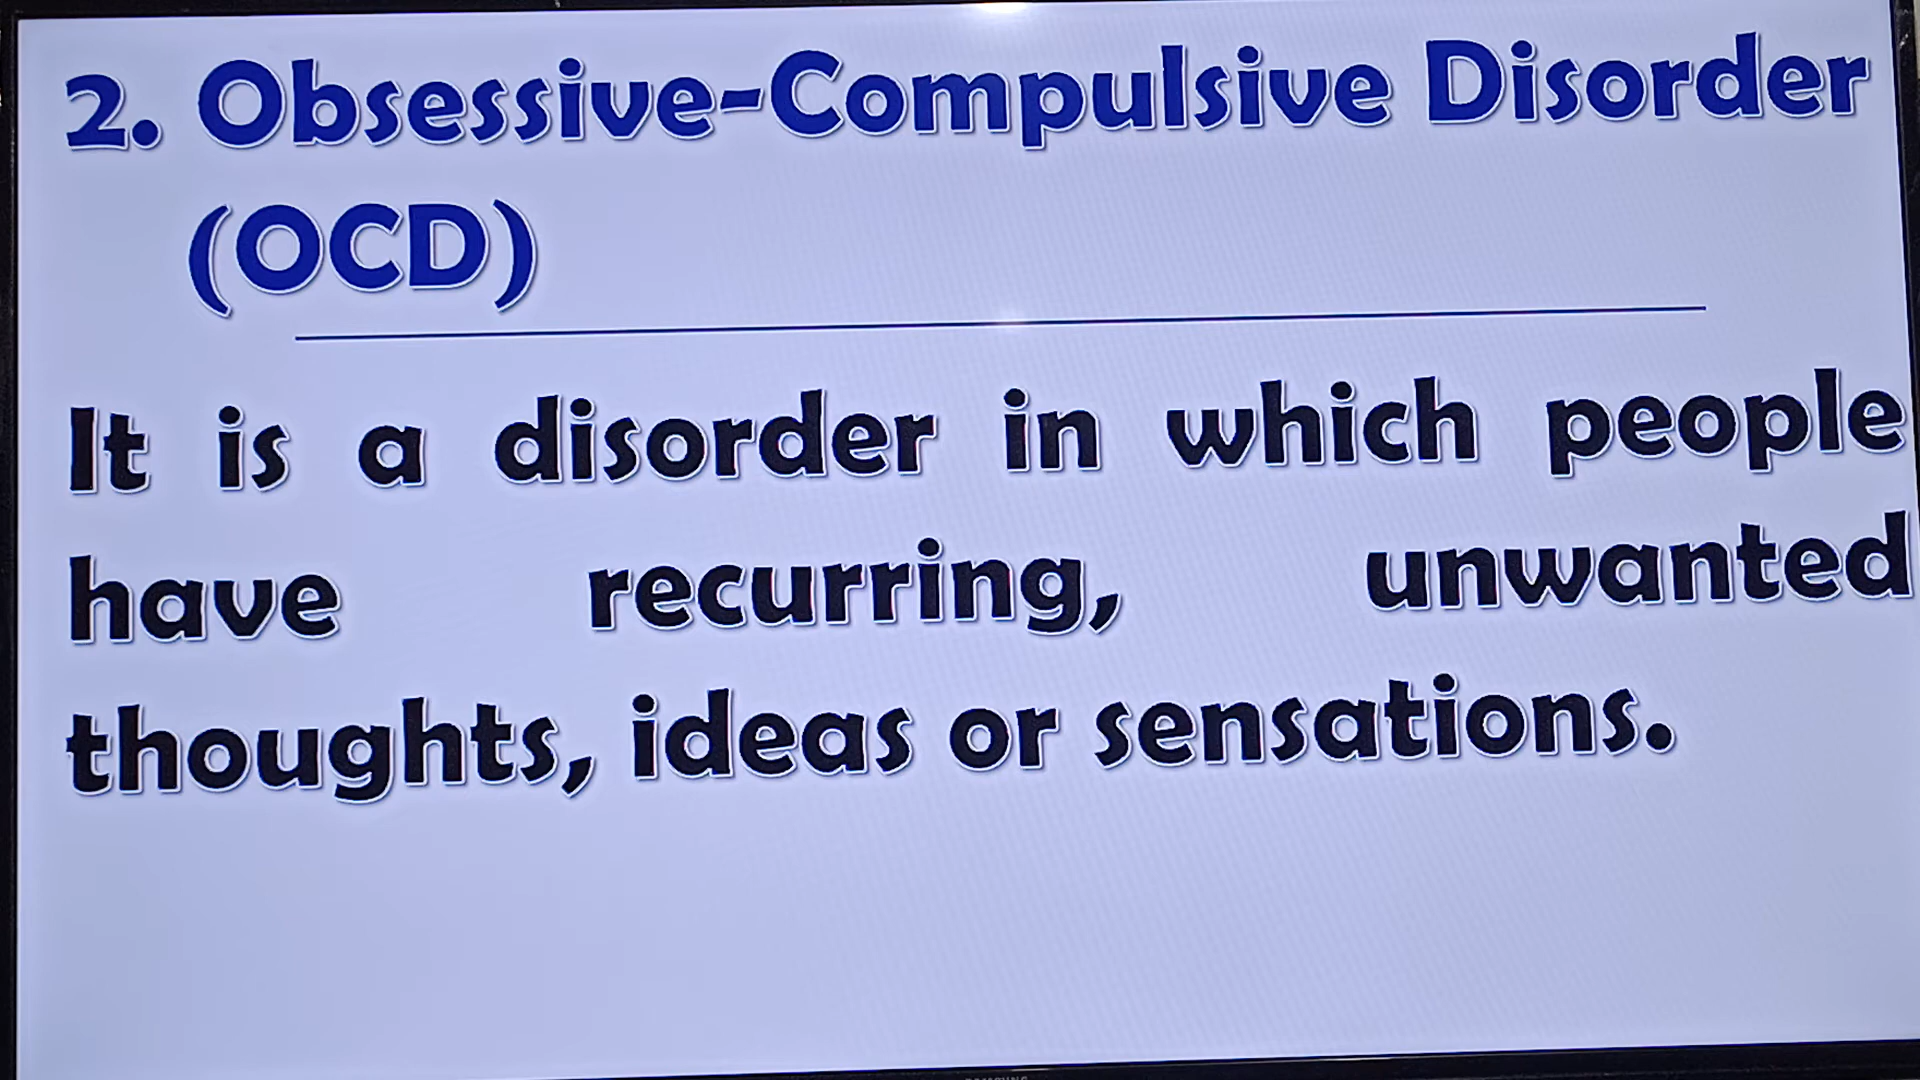 2. Obsessive-Compulsive Disorder
(OCD)
It is a disorder in which people
have recurring, unwanted
thoughts, ideas or sensations.